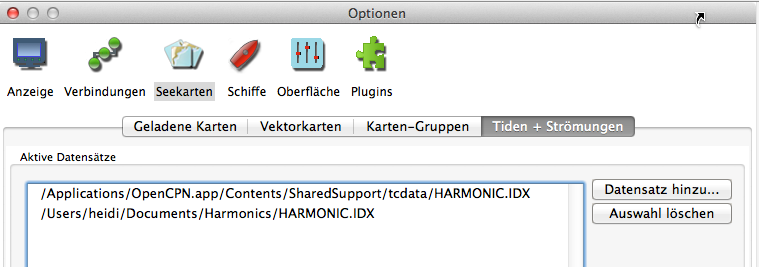 Optionen
Anzeige Verbindungen Seekarten Schiffe Oberfläche Plugins
Geladene Karten Vektorkarten Karten-Gruppen Tiden + Strömungen
Aktive Datensätze
/Applications/OpenCPN.app/Contents/SharedSupport/tcdata/HARMONIC.IDX
Datensatz hinzu...
/Users/heidi/Documents/Harmonics/HARMONIC.IDX
Auswahl löschen